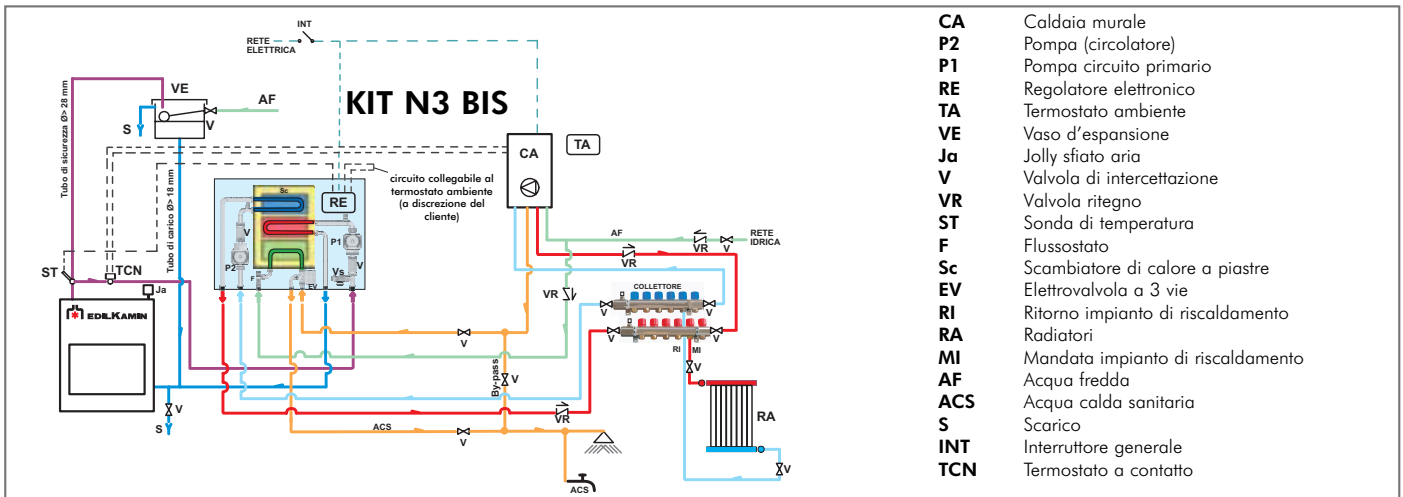 INT
RETE
ELETTRICA
Tubo di sicurezza Ø> 28 mm
VE
AF
KIT N3 BIS
S
V
Tubo di carico Ø> 18 mm
CA
TA
Sc
RE
circuito collegabile al
termostato ambiente
(a discrezione del
cliente)
V
P1
P2
V
Vs
F
EV
ST
TCN
Ja
EDILKAMIN
AF
VR
V
RETE
IDRICA
VR
VR
COLLETTORE
V
V
V
V
V
RI
MI
V
By-pass
V
V
S
VR
RA
ACS
V
V
ACS
CA Caldaia murale
P2 Pompa (circolatore)
P1 Pompa circuito primario
RE Regolatore elettronico
TA Termostato ambiente
VE Vaso d'espansione
Ja Jolly sfiato aria
V Valvola di intercettazione
VR Valvola ritegno
ST Sonda di temperatura
F Flussostato
Sc Scambiatore di calore a piastre
EV Elettrovalvola a 3 vie
RI Ritorno impianto di riscaldamento
RA Radiatori
MI Mandata impianto di riscaldamento
AF Acqua fredda
ACS Acqua calda sanitaria
S Scarico
INT Interruttore generale
TCN Termostato a contatto